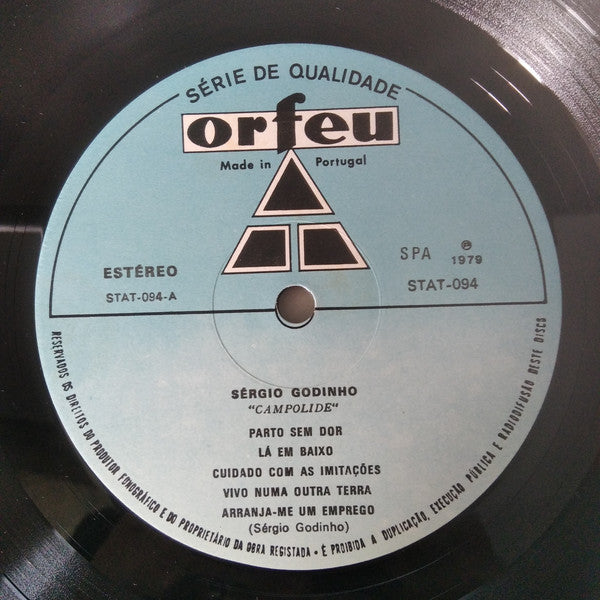 SÉRIE DE QUALIDADE
orfeu
Made in Portugal
ESTÉREO
STAT-094-A
SPA ℗ 1979
STAT-094
SÉRGIO GODINHO
"CAMPOLIDE"
PARTO SEM DOR
LÁ EM BAIXO
CUIDADO COM AS IMITAÇÕES
VIVO NUMA OUTRA TERRA
ARRANJA-ME UM EMPREGO
(Sérgio Godinho)
RESERVADOS OS DIREITOS DO PRODUTOR FONOGRÁFICO E DO PROPRIETÁRIO DA OBRA REGISTADA • É PROIBIDA A DUPLICAÇÃO, EXECUÇÃO PÚBLICA E RADIODIFUSÃO DESTE DISCO